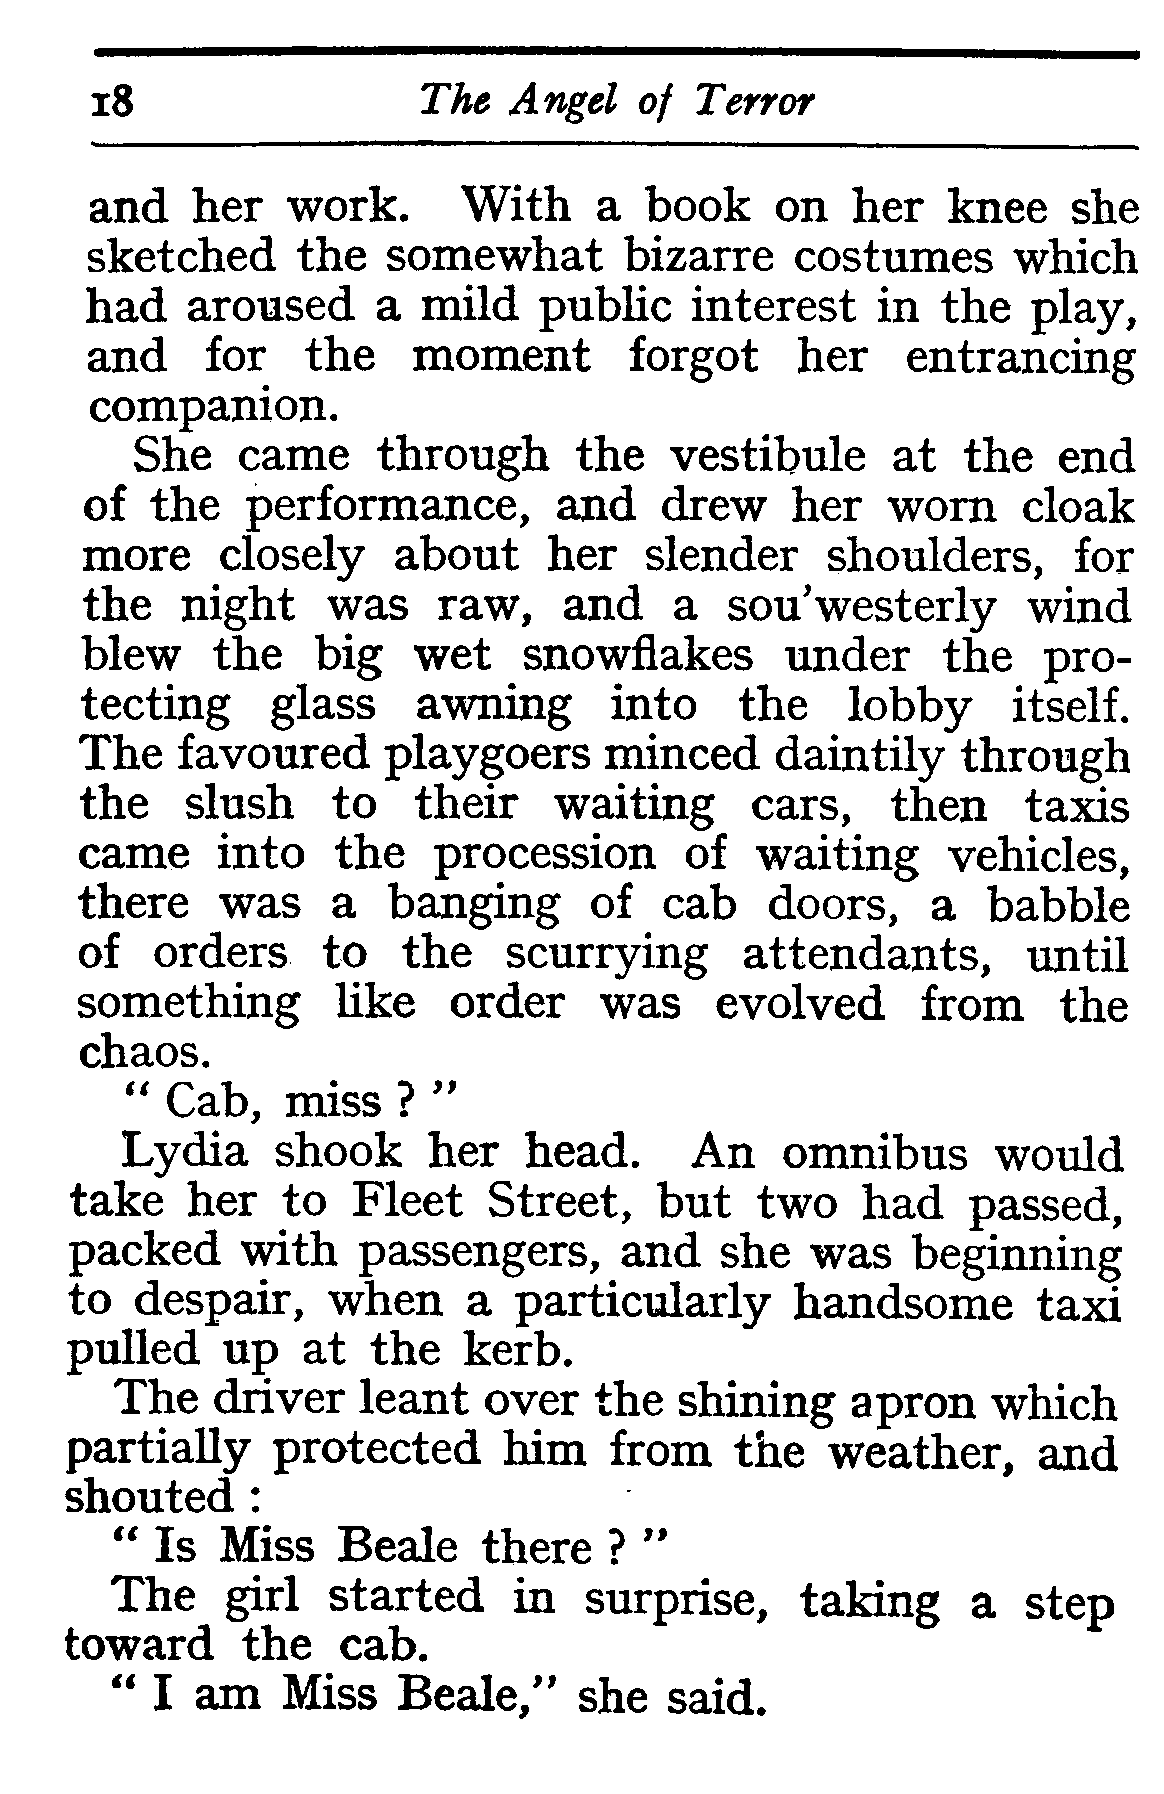 18 The Angel of Terror
and her work. With a book on her knee she
sketched the somewhat bizarre costumes which
had aroused a mild public interest in the play,
and for the moment forgot her entrancing
companion.
She came through the vestibule at the end
of the performance, and drew her worn cloak
more closely about her slender shoulders, for
the night was raw, and a sou'westerly wind
blew the big wet snowflakes under the pro-
tecting glass awning into the lobby itself.
The favoured playgoers minced daintily through
the slush to their waiting cars, then taxis
came into the procession of waiting vehicles,
there was a banging of cab doors, a babble
of orders to the scurrying attendants, until
something like order was evolved from the
chaos.
" Cab, miss ? "
Lydia shook her head. An omnibus would
take her to Fleet Street, but two had passed,
packed with passengers, and she was beginning
to despair, when a particularly handsome taxi
pulled up at the kerb.
The driver leant over the shining apron which
partially protected him from the weather, and
shouted :
" Is Miss Beale there ? "
The girl started in surprise, taking a step
toward the cab.
" I am Miss Beale," she said.